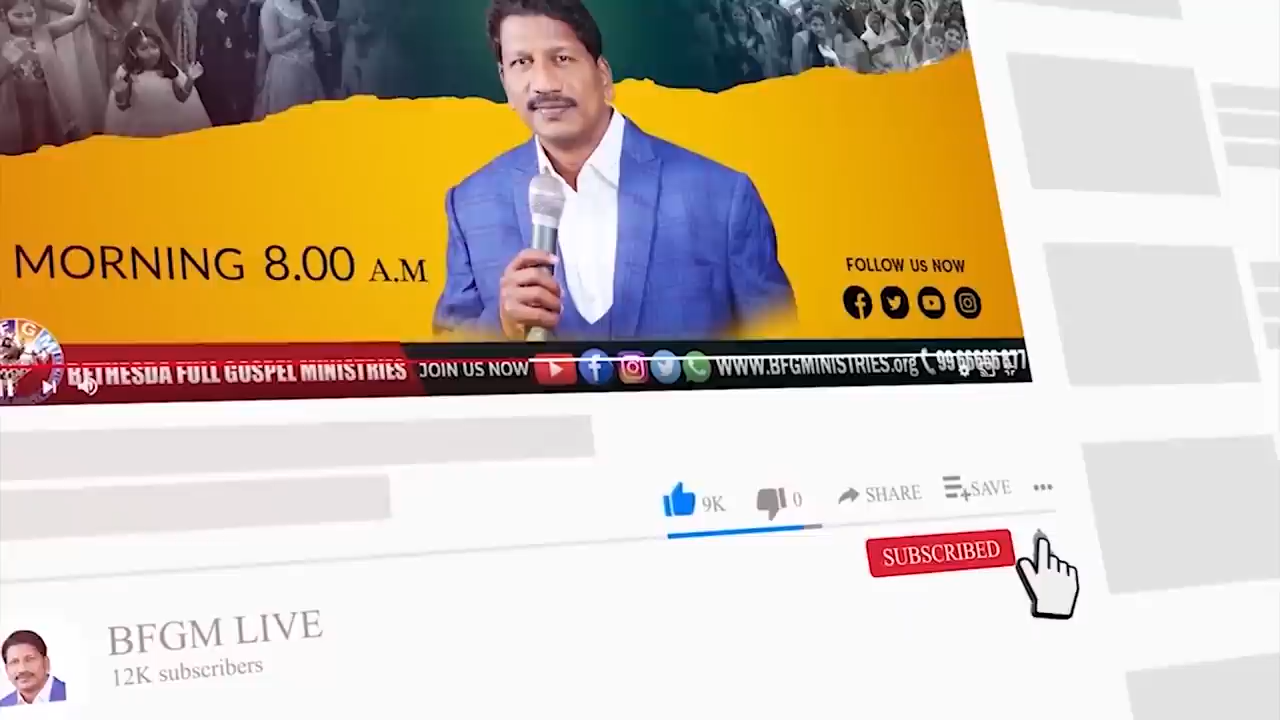 MORNING 8.00 A.M
FOLLOW US NOW
BETHESDA FULL GOSPEL MINISTRIES JOIN US NOW WWW.BFGMINISTRIES.org
9K 0 SHARE SAVE
SUBSCRIBED
BFGM LIVE
12K subscribers